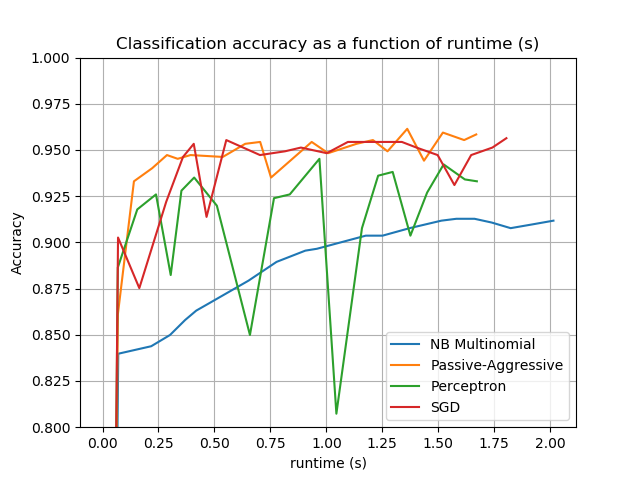 Classification accuracy as a function of runtime (s)
1.000
0.975
0.950
0.925
0.900
0.875
0.850
0.825
0.800
Accuracy
0.00 0.25 0.50 0.75 1.00 1.25 1.50 1.75 2.00
runtime (s)
NB Multinomial
Passive-Aggressive
Perceptron
SGD